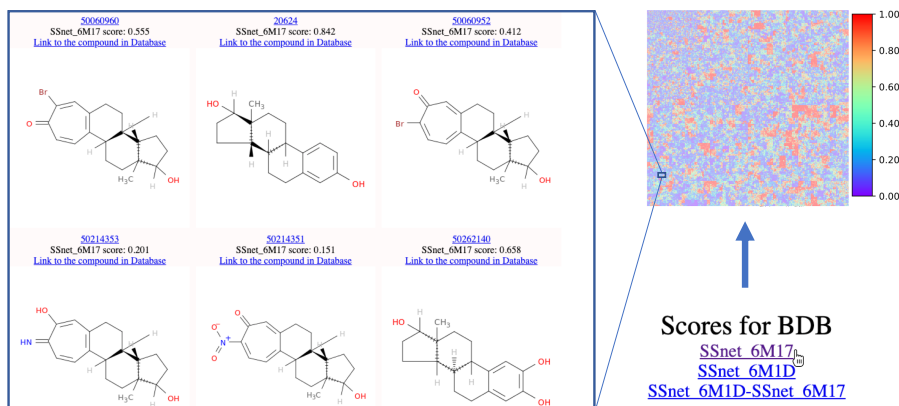 50060960
SSnet_6M17 score: 0.555
Link to the compound in Database
20624
SSnet_6M17 score: 0.842
Link to the compound in Database
50060952
SSnet_6M17 score: 0.412
Link to the compound in Database
Br
O
H
H
H₃C
OH
H
HO
H
CH₃
H
H
H
H
OH
O
Br
H
H
H₃C
OH
H
50214353
SSnet_6M17 score: 0.201
Link to the compound in Database
50214351
SSnet_6M17 score: 0.151
Link to the compound in Database
50262140
SSnet_6M17 score: 0.658
Link to the compound in Database
HO
HN
H
H
H₃C
OH
H
O
O⁻
N⁺
O
H
H
H₃C
OH
H
HO
H
CH₃
H
H
H
OH
OH
1.00
0.80
0.60
0.40
0.20
0.00
Scores for BDB
SSnet_6M17
SSnet_6M1D
SSnet_6M1D-SSnet_6M17